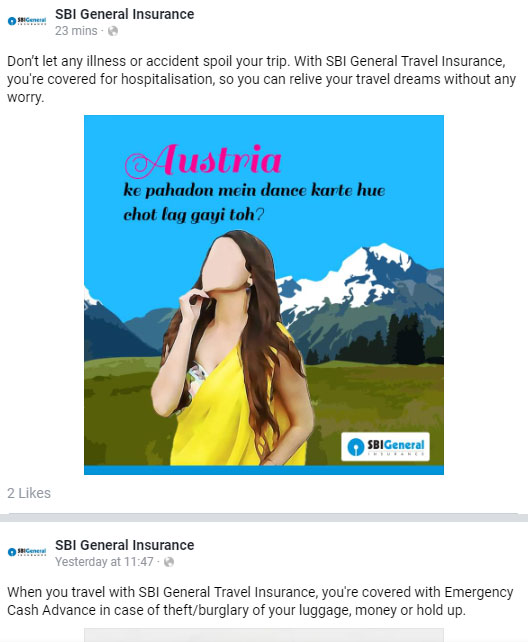 SBI General Insurance
23 mins ·
Don't let any illness or accident spoil your trip. With SBI General Travel Insurance,
you're covered for hospitalisation, so you can relive your travel dreams without any
worry.
Austria
ke pahadon mein dance karte hue
chot lag gayi toh?
SBIGeneral
INSURANCE
2 Likes
SBIGeneral
SBI General Insurance
Yesterday at 11:47 ·
When you travel with SBI General Travel Insurance, you're covered with Emergency
Cash Advance in case of theft/burglary of your luggage, money or hold up.